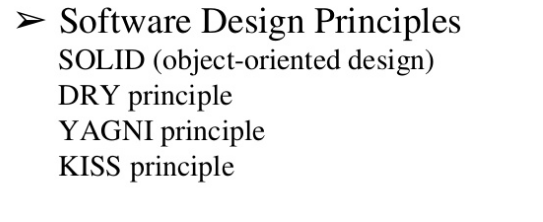 ➢ Software Design Principles
SOLID (object-oriented design)
DRY principle
YAGNI principle
KISS principle